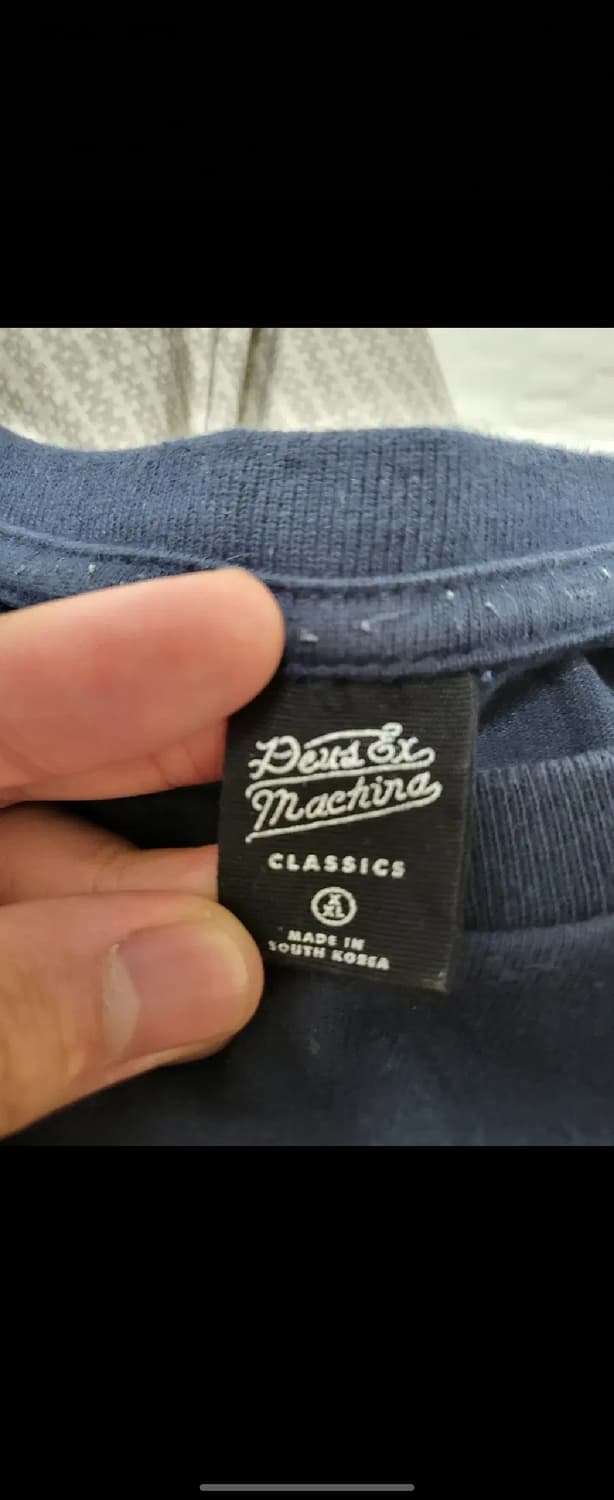 Deus Ex
Machina
CLASSICS
X
XL
MADE IN
SOUTH KOREA